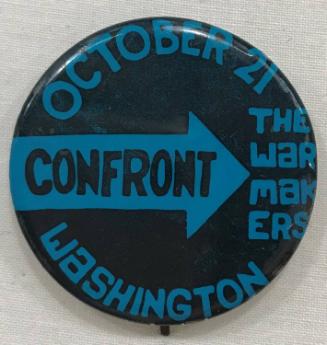 OCTOBER 21
CONFRONT
THE
WAR
MAK
ERS
WASHINGTON